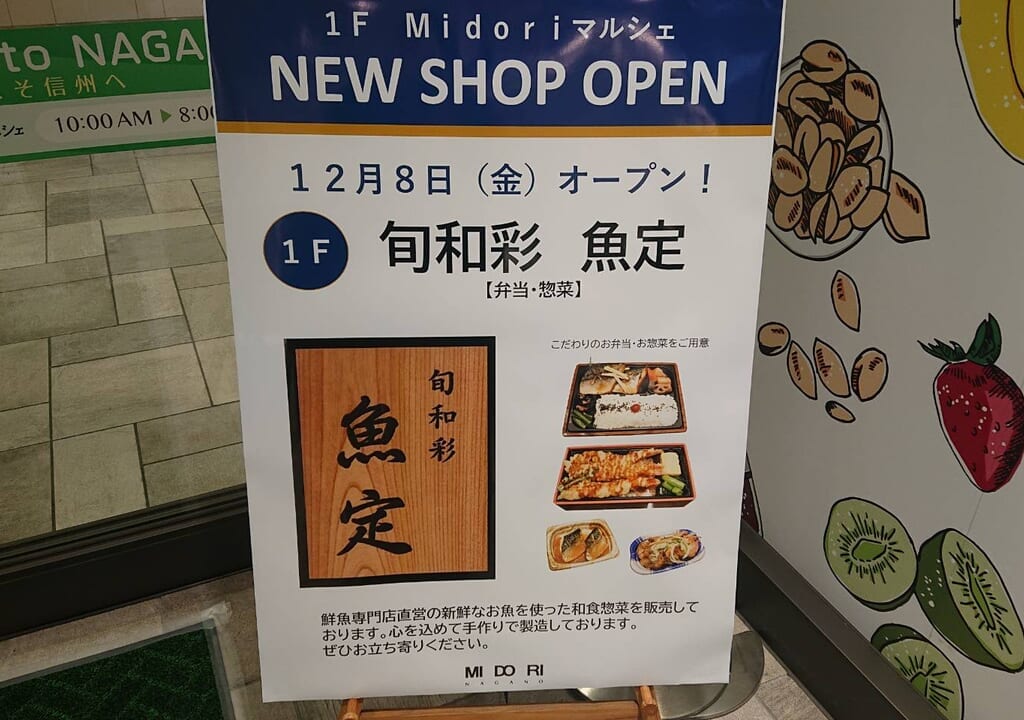 to NAGA
そ信州へ
ルシェ 10:00 AM ▶ 8:00
1F Midoriマルシェ
NEW SHOP OPEN
12月8日（金）オープン！
1F 旬和彩 魚定
【弁当・惣菜】
こだわりのお弁当・お惣菜をご用意
旬和彩
魚定
鮮魚専門店直営の新鮮なお魚を使った和食惣菜を販売して
おります。心を込めて手作りで製造しております。
ぜひお立ち寄りください。
MIDORI
NAGANO